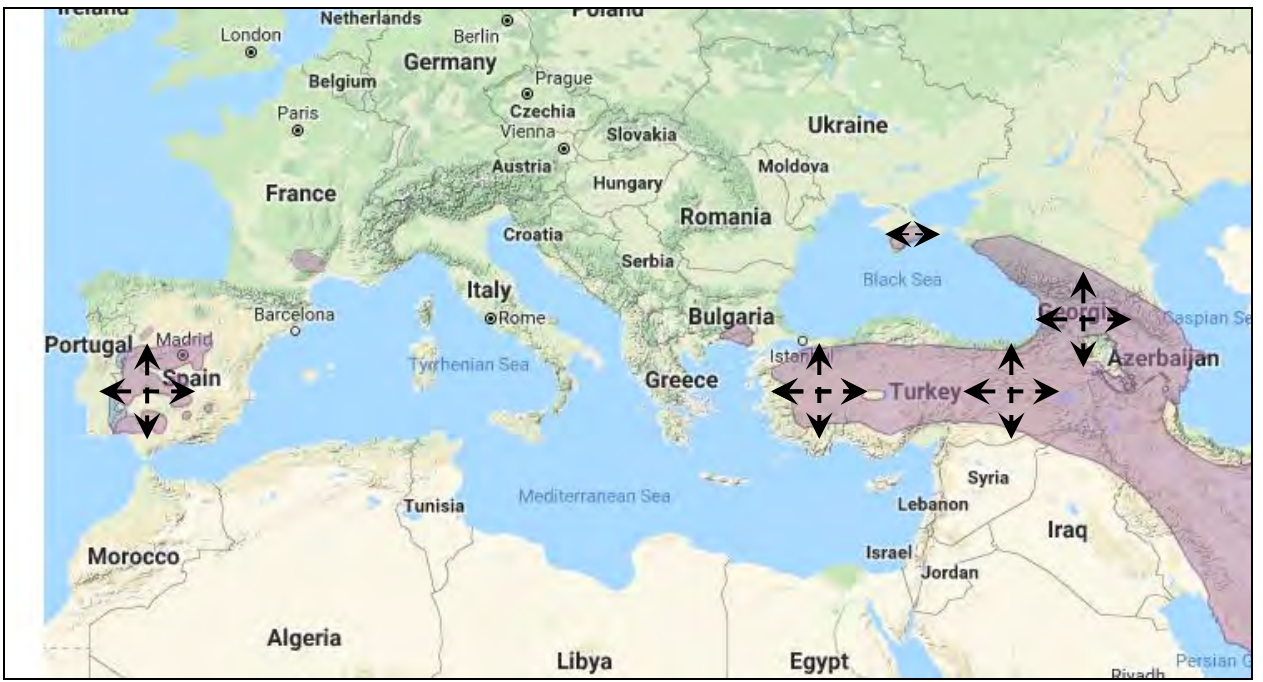 Ireland
Netherlands
Poland
London
Berlin
Germany
Belgium
Prague
Paris
Czechia
Vienna
Slovakia
Ukraine
Austria
Moldova
Hungary
France
Romania
Croatia
Serbia
Black Sea
Italy
Barcelona
Rome
Bulgaria
Georgia
Caspian Se
Portugal
Madrid
Istanbul
Azerbaijan
Tyrrhenian Sea
Spain
Greece
Turkey
Syria
Mediterranean Sea
Tunisia
Lebanon
Iraq
Morocco
Israel
Jordan
Algeria
Libya
Egypt
Persian G
Riyadh